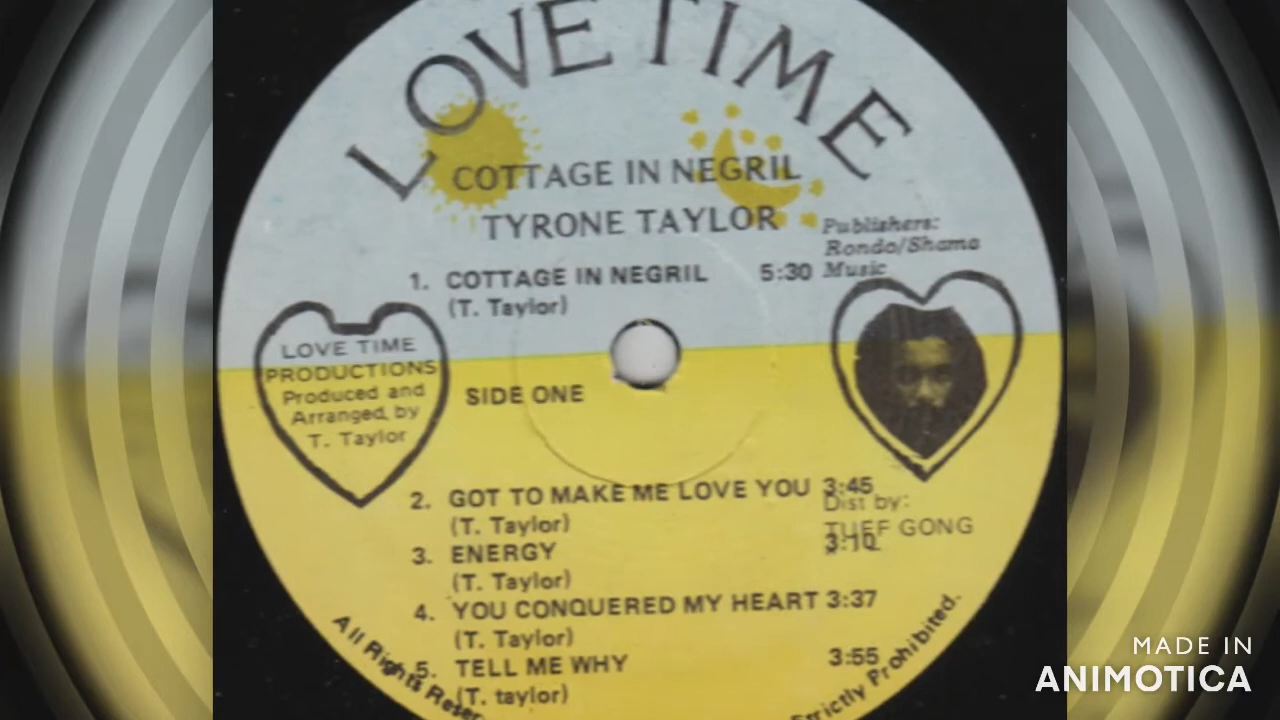 LOVE TIME
COTTAGE IN NEGRIL
TYRONE TAYLOR
Publishers:
Rondo/Shama
Music
1. COTTAGE IN NEGRIL 5:30
(T. Taylor)
LOVE TIME
PRODUCTIONS
Produced and
Arranged, by
T. Taylor
SIDE ONE
2. GOT TO MAKE ME LOVE YOU 3:45
(T. Taylor)
Dist by:
TUFF GONG
3. ENERGY 3:10
(T. Taylor)
4. YOU CONQUERED MY HEART 3:37
(T. Taylor)
5. TELL ME WHY 3:55
(T. taylor)
All Rights Reser
Strictly Prohibited.
MADE IN
ANIMOTICA